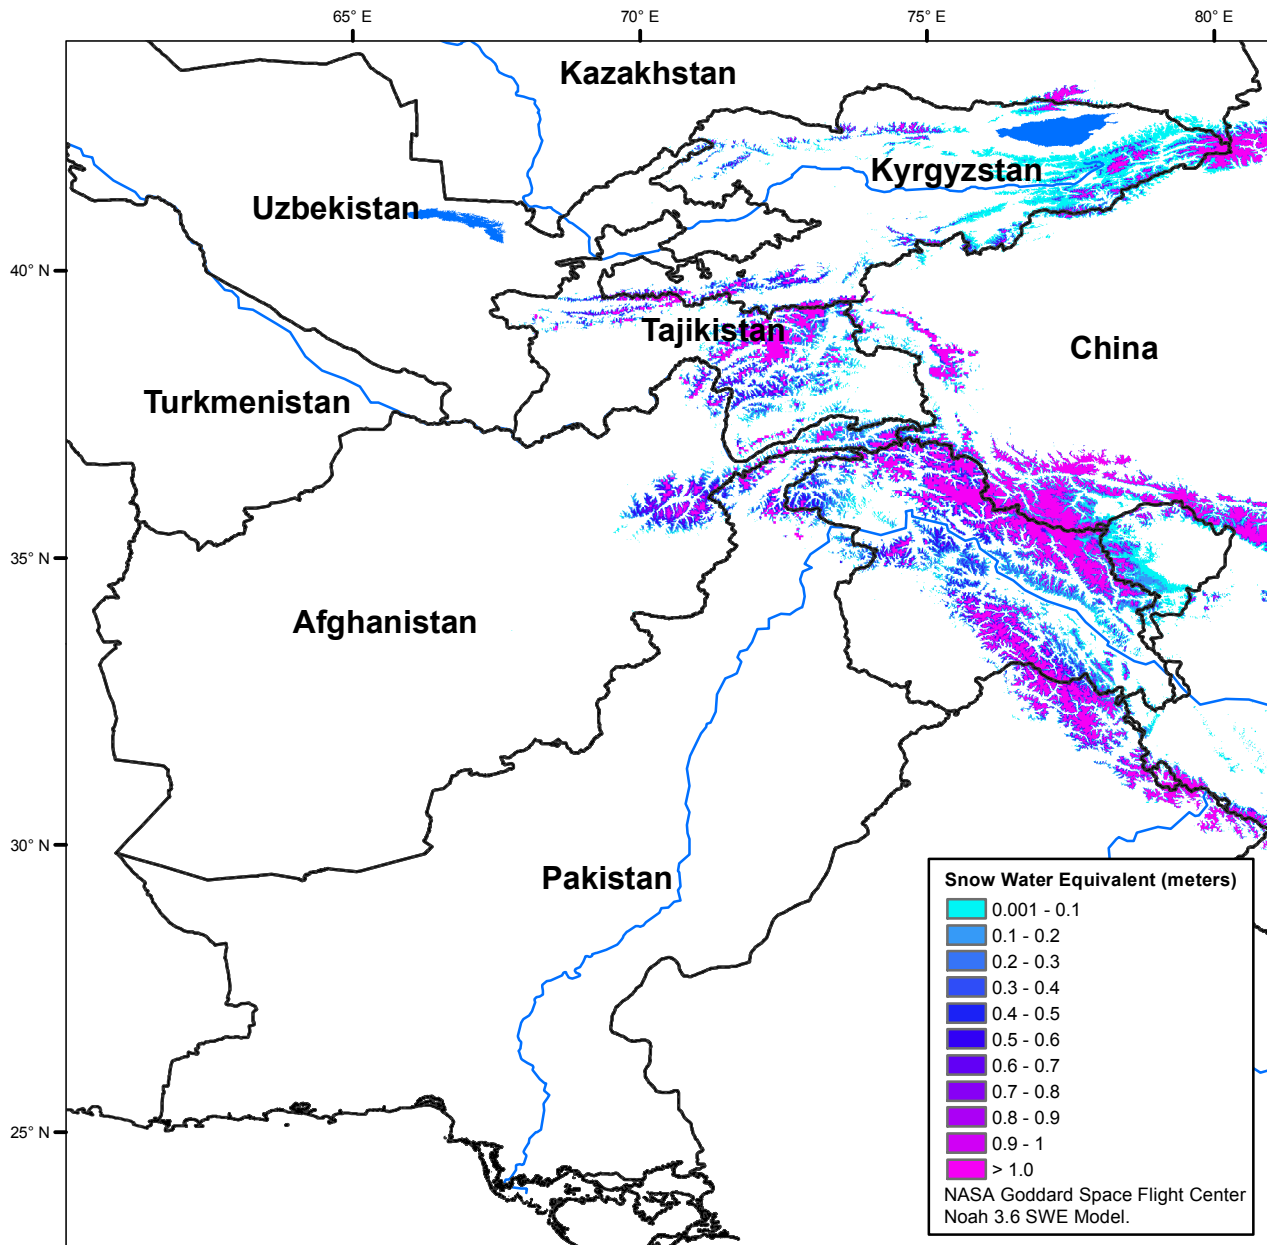 65° E
70° E
75° E
80° E
Kazakhstan
Kyrgyzstan
Uzbekistan
40° N
Tajikistan
China
Turkmenistan
35° N
Afghanistan
30° N
Pakistan
25° N
Snow Water Equivalent (meters)
0.001 - 0.1
0.1 - 0.2
0.2 - 0.3
0.3 - 0.4
0.4 - 0.5
0.5 - 0.6
0.6 - 0.7
0.7 - 0.8
0.8 - 0.9
0.9 - 1
> 1.0
NASA Goddard Space Flight Center
Noah 3.6 SWE Model.